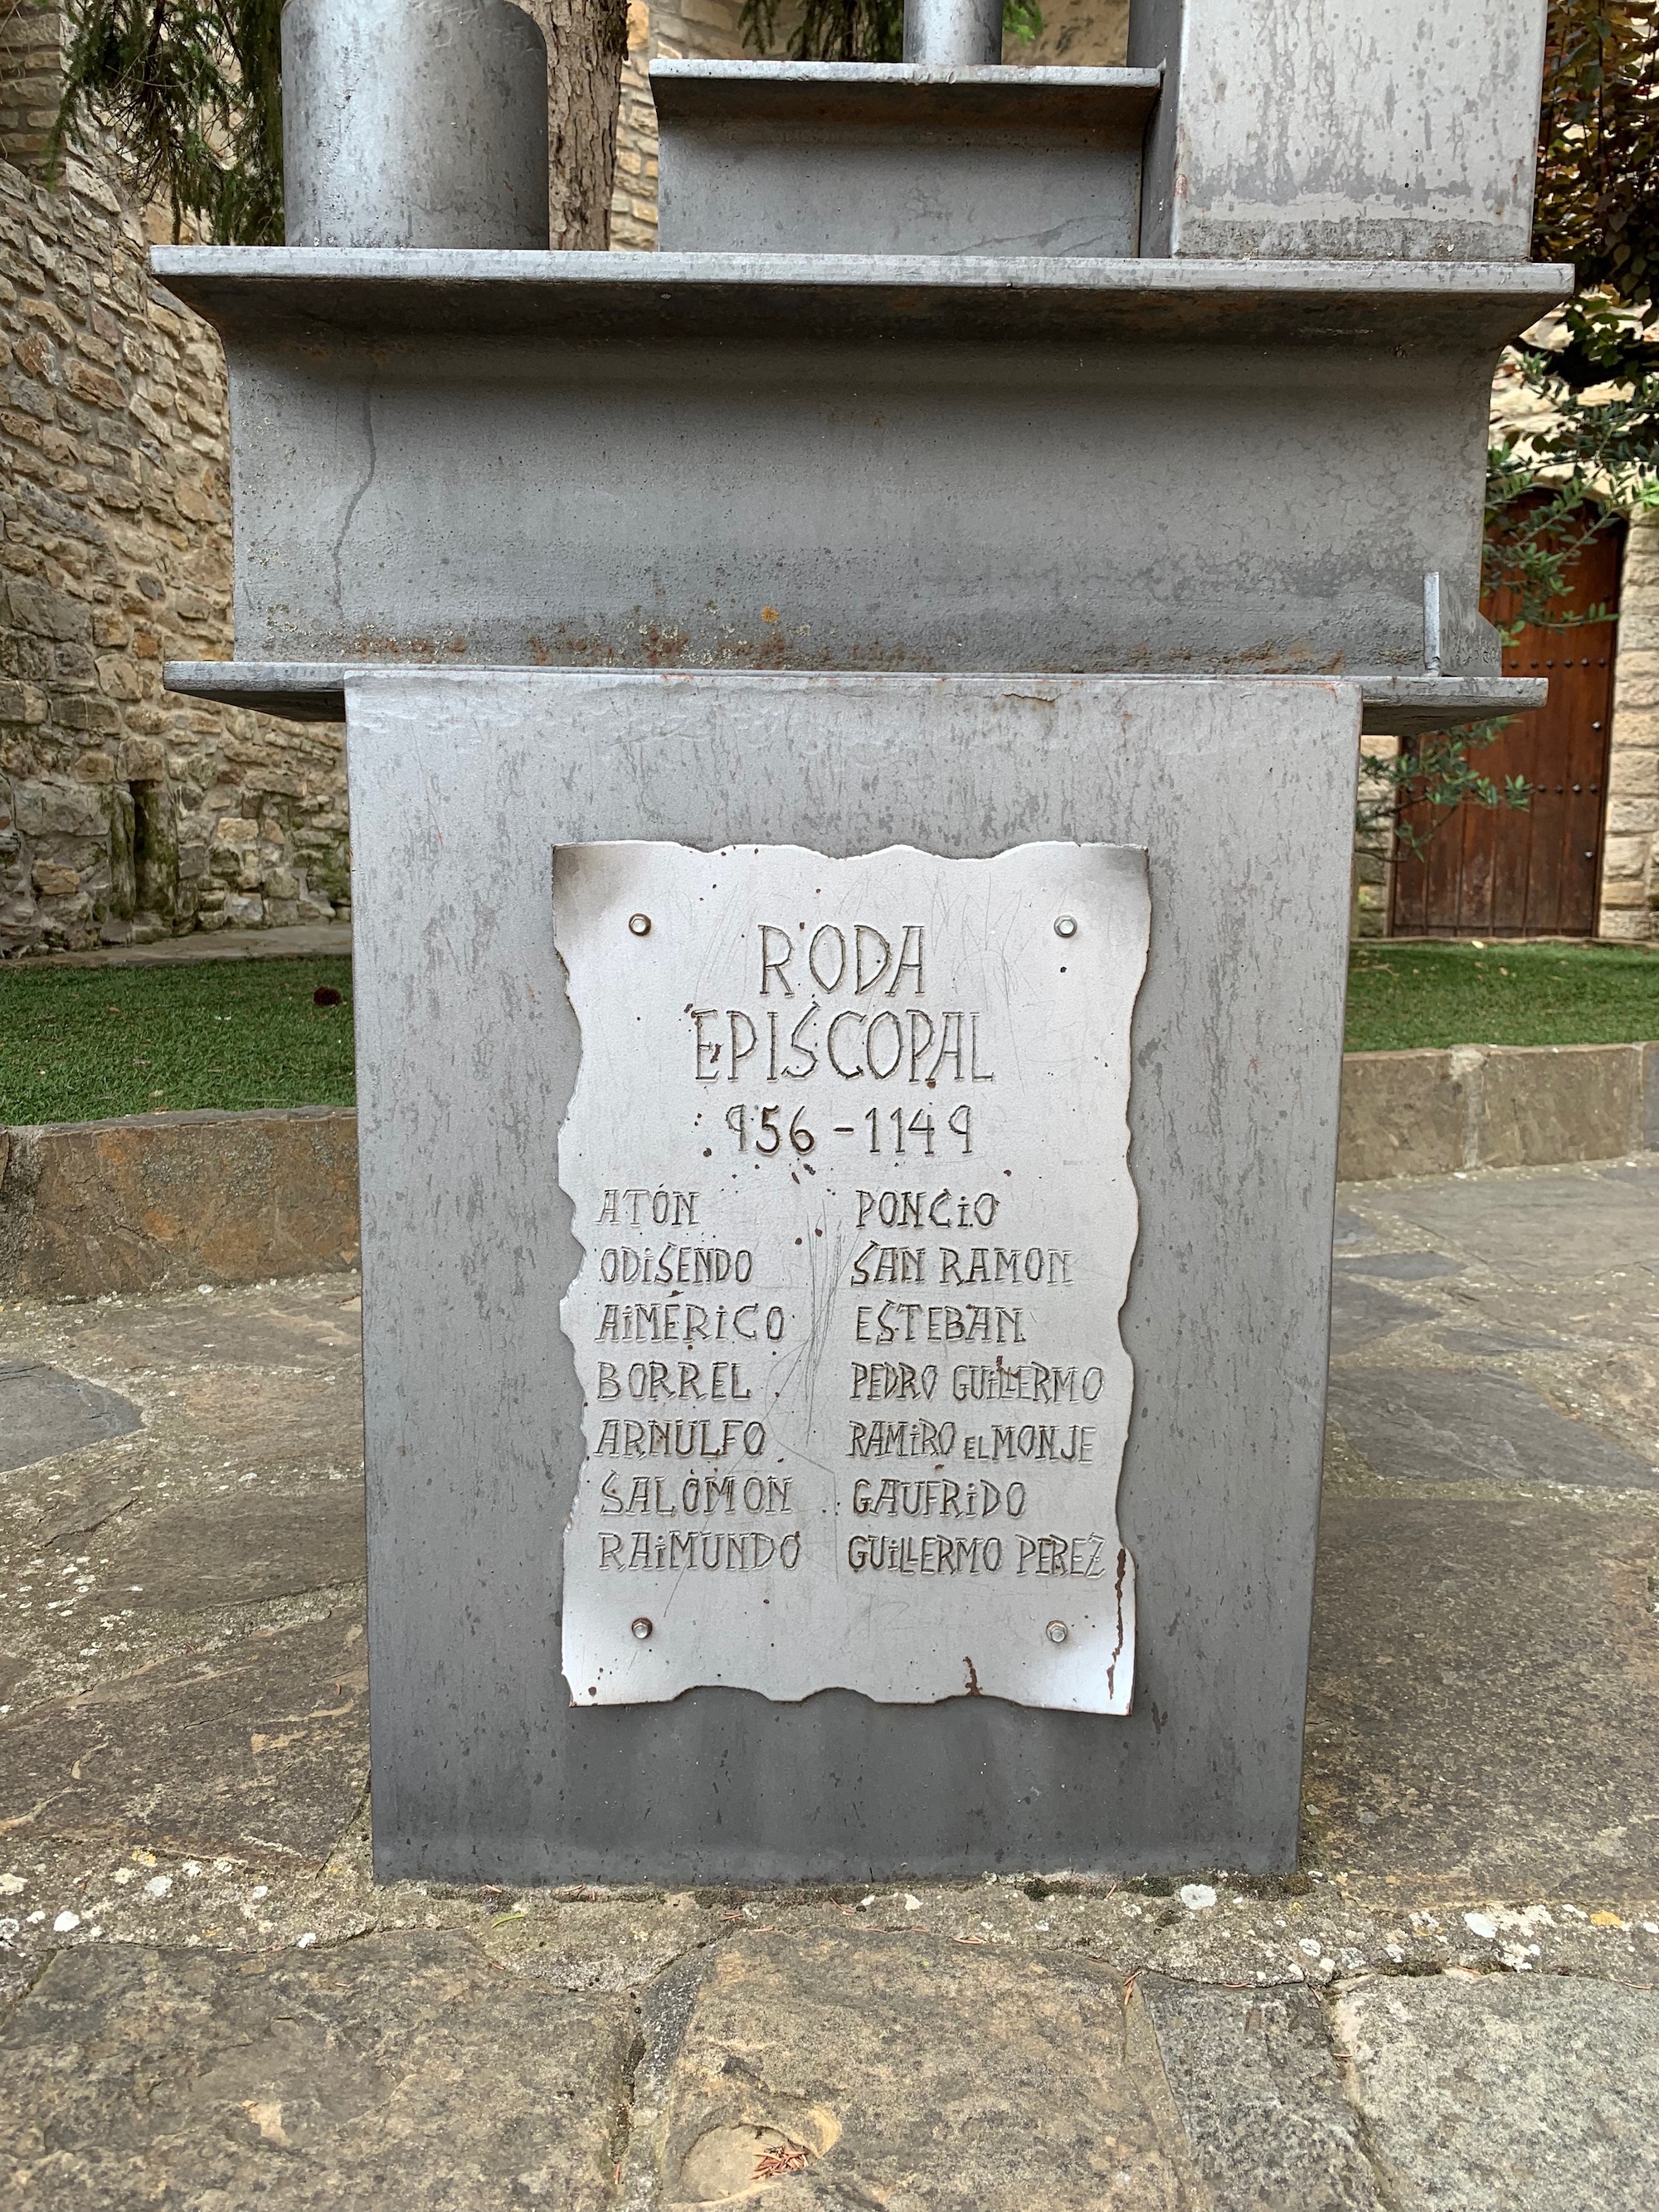 RODA
EPISCOPAL
956-1149
ATÓN
ODiSENDO
AiMERiCO
BORREL
ARNULFO
SALOMON
RAiMUNDO
PONCiO
SAN RAMON
ESTEBAN
PEDRO GUiLLERMO
RAMiRO EL MONJE
GAUFRiDO
GUiLLERMO PEREZ